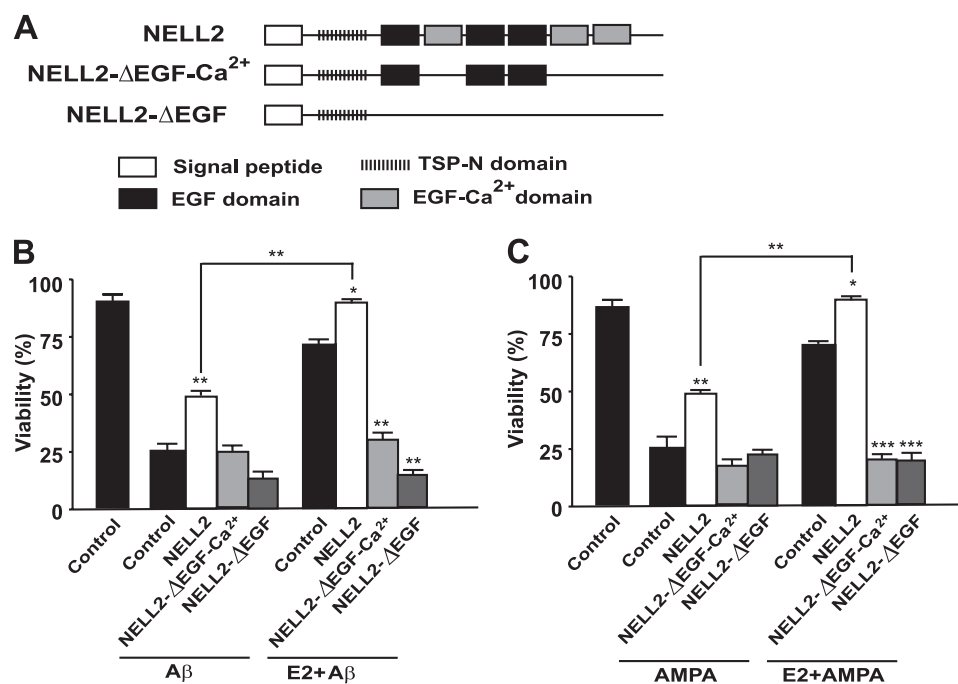 A
NELL2
NELL2-ΔEGF-Ca²⁺
NELL2-ΔEGF
Signal peptide
TSP-N domain
EGF domain
EGF-Ca²⁺domain
B
**
100
75
50
25
0
Viability (%)
**
*
**
**
Control
Control
NELL2
NELL2-ΔEGF-Ca²⁺
NELL2-ΔEGF
Control
NELL2
NELL2-ΔEGF-Ca²⁺
NELL2-ΔEGF
Aβ
E2+Aβ
C
**
100
75
50
25
0
Viability (%)
**
*
***
***
Control
Control
NELL2
NELL2-ΔEGF-Ca²⁺
NELL2-ΔEGF
Control
NELL2
NELL2-ΔEGF-Ca²⁺
NELL2-ΔEGF
AMPA
E2+AMPA